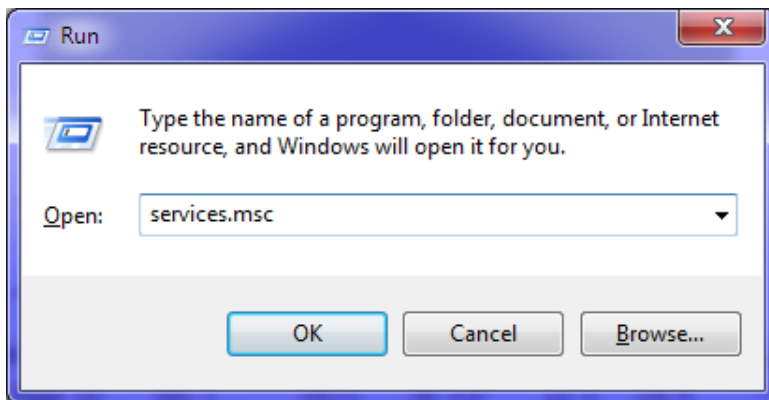 Run
Type the name of a program, folder, document, or Internet
resource, and Windows will open it for you.
Open: services.msc
OK Cancel Browse...